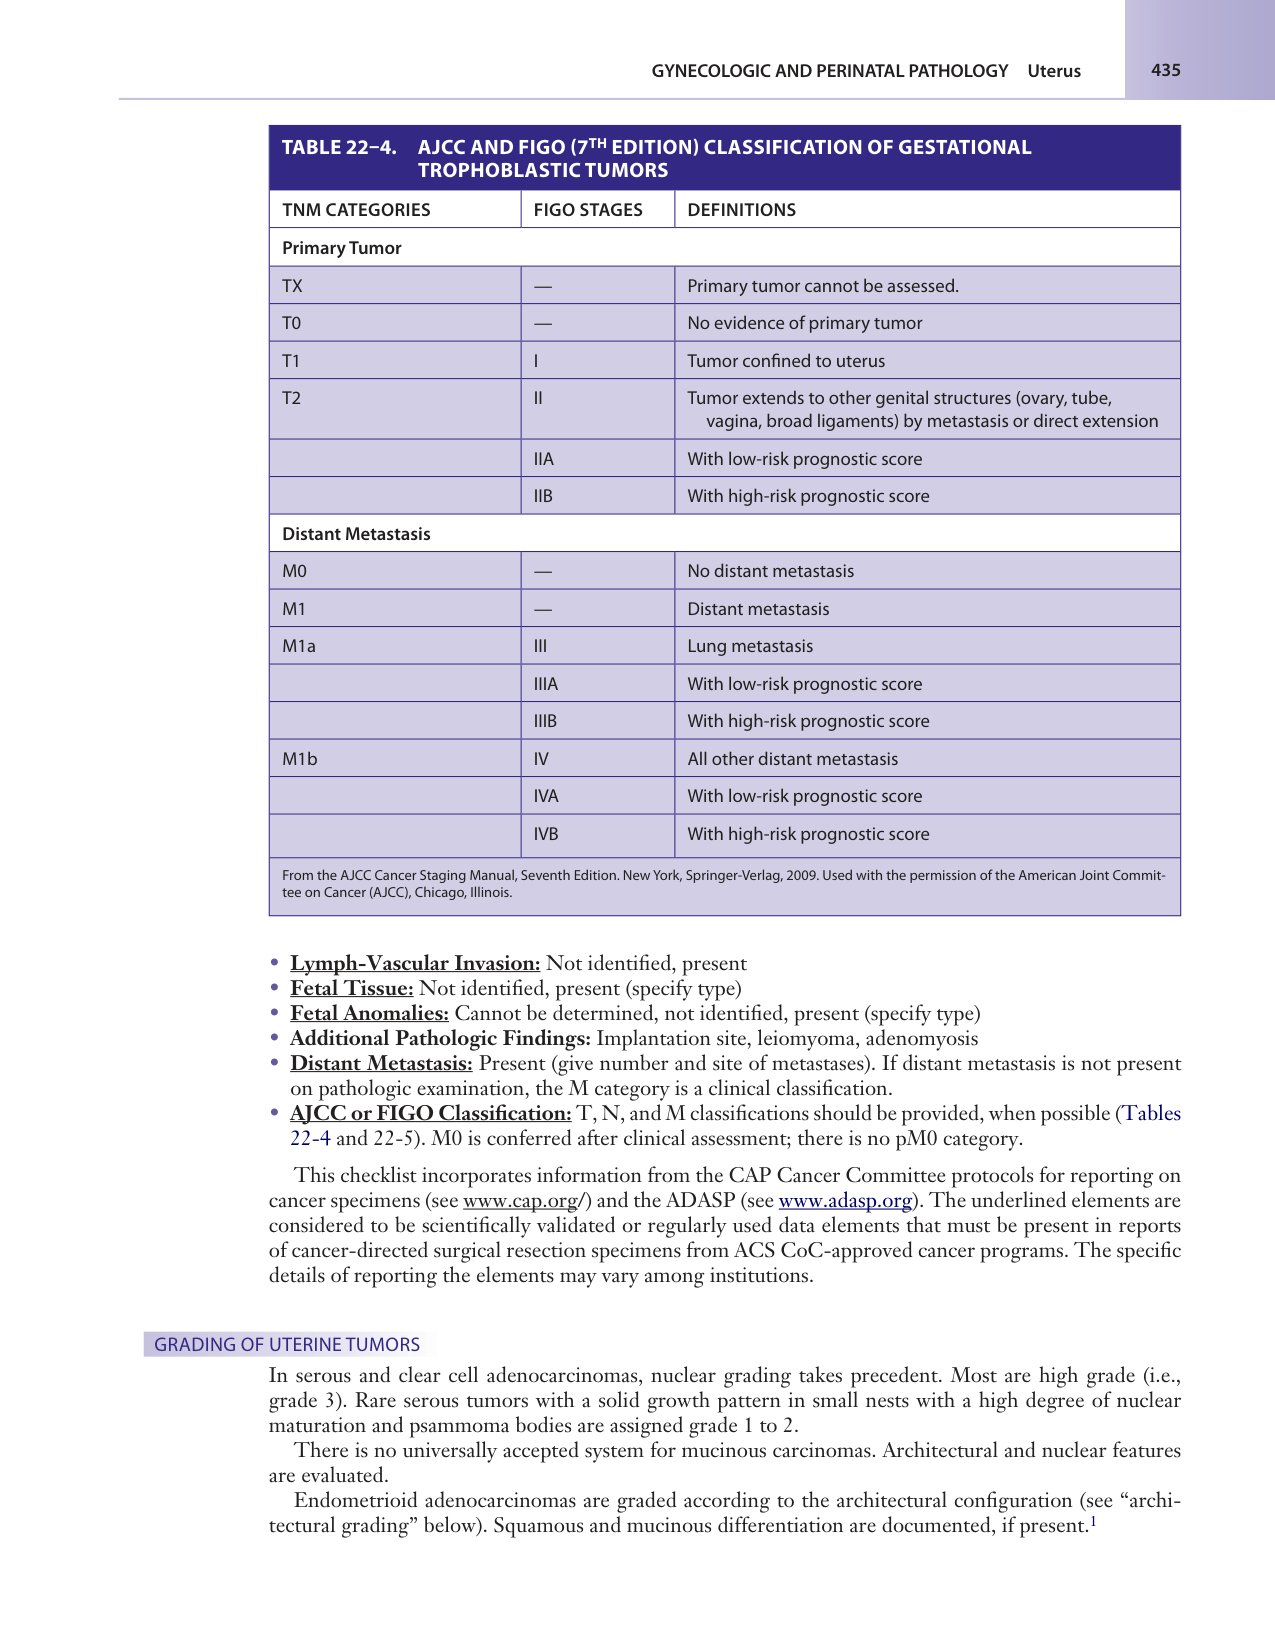 GYNECOLOGIC AND PERINATAL PATHOLOGY Uterus 435
TABLE 22–4. AJCC AND FIGO (7TH EDITION) CLASSIFICATION OF GESTATIONAL
TROPHOBLASTIC TUMORS
TNM CATEGORIES FIGO STAGES DEFINITIONS
Primary Tumor
TX — Primary tumor cannot be assessed.
T0 — No evidence of primary tumor
T1 I Tumor confined to uterus
T2 II Tumor extends to other genital structures (ovary, tube,
vagina, broad ligaments) by metastasis or direct extension
IIA With low-risk prognostic score
IIB With high-risk prognostic score
Distant Metastasis
M0 — No distant metastasis
M1 — Distant metastasis
M1a III Lung metastasis
IIIA With low-risk prognostic score
IIIB With high-risk prognostic score
M1b IV All other distant metastasis
IVA With low-risk prognostic score
IVB With high-risk prognostic score
From the AJCC Cancer Staging Manual, Seventh Edition. New York, Springer-Verlag, 2009. Used with the permission of the American Joint Commit-
tee on Cancer (AJCC), Chicago, Illinois.
• Lymph-Vascular Invasion: Not identified, present
• Fetal Tissue: Not identified, present (specify type)
• Fetal Anomalies: Cannot be determined, not identified, present (specify type)
• Additional Pathologic Findings: Implantation site, leiomyoma, adenomyosis
• Distant Metastasis: Present (give number and site of metastases). If distant metastasis is not present
on pathologic examination, the M category is a clinical classification.
• AJCC or FIGO Classification: T, N, and M classifications should be provided, when possible (Tables
22-4 and 22-5). M0 is conferred after clinical assessment; there is no pM0 category.
This checklist incorporates information from the CAP Cancer Committee protocols for reporting on
cancer specimens (see www.cap.org/) and the ADASP (see www.adasp.org). The underlined elements are
considered to be scientifically validated or regularly used data elements that must be present in reports
of cancer-directed surgical resection specimens from ACS CoC-approved cancer programs. The specific
details of reporting the elements may vary among institutions.
GRADING OF UTERINE TUMORS
In serous and clear cell adenocarcinomas, nuclear grading takes precedent. Most are high grade (i.e.,
grade 3). Rare serous tumors with a solid growth pattern in small nests with a high degree of nuclear
maturation and psammoma bodies are assigned grade 1 to 2.
There is no universally accepted system for mucinous carcinomas. Architectural and nuclear features
are evaluated.
Endometrioid adenocarcinomas are graded according to the architectural configuration (see “archi-
tectural grading” below). Squamous and mucinous differentiation are documented, if present.1